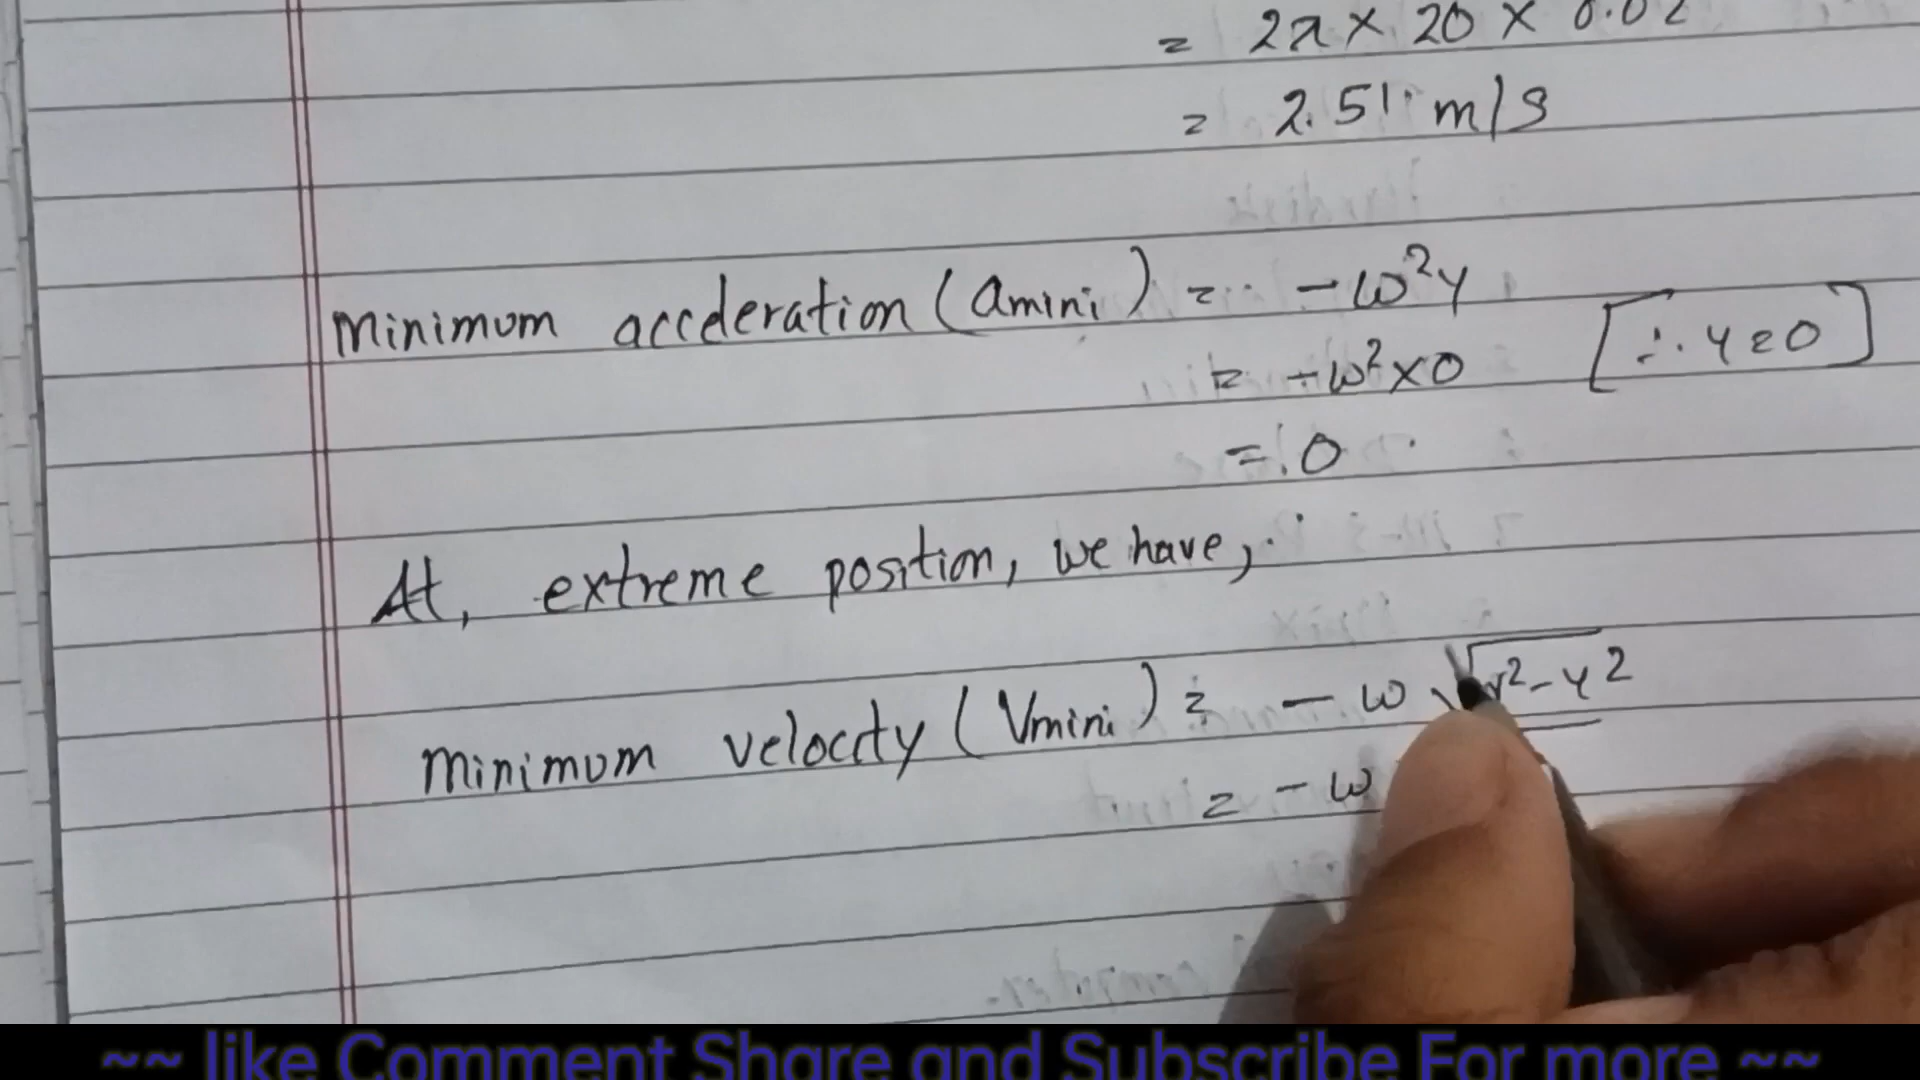 = 2π × 20 × 0.02
= 2.51 m/s
Minimum acceleration (amini) = -ω²y
= -ω² × 0 [∴ y = 0]
= 0
At, extreme position, we have,
Minimum velocity (Vmini) = - ω √r² - y²
= - ω
~~ like Comment Share and Subscribe For more ~~